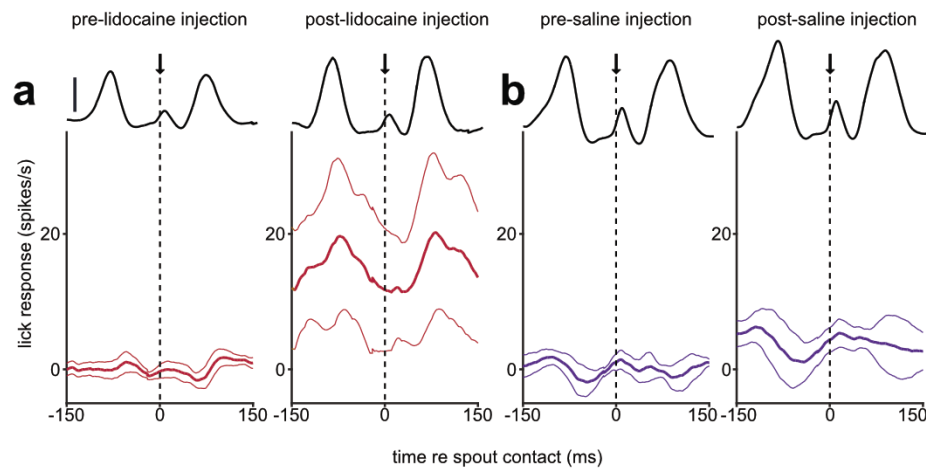 pre-lidocaine injection post-lidocaine injection pre-saline injection post-saline injection
a b
lick response (spikes/s)
20 20 20 20
0 0 0 0
-150 0 150 -150 0 150 -150 0 150 -150 0 150
time re spout contact (ms)